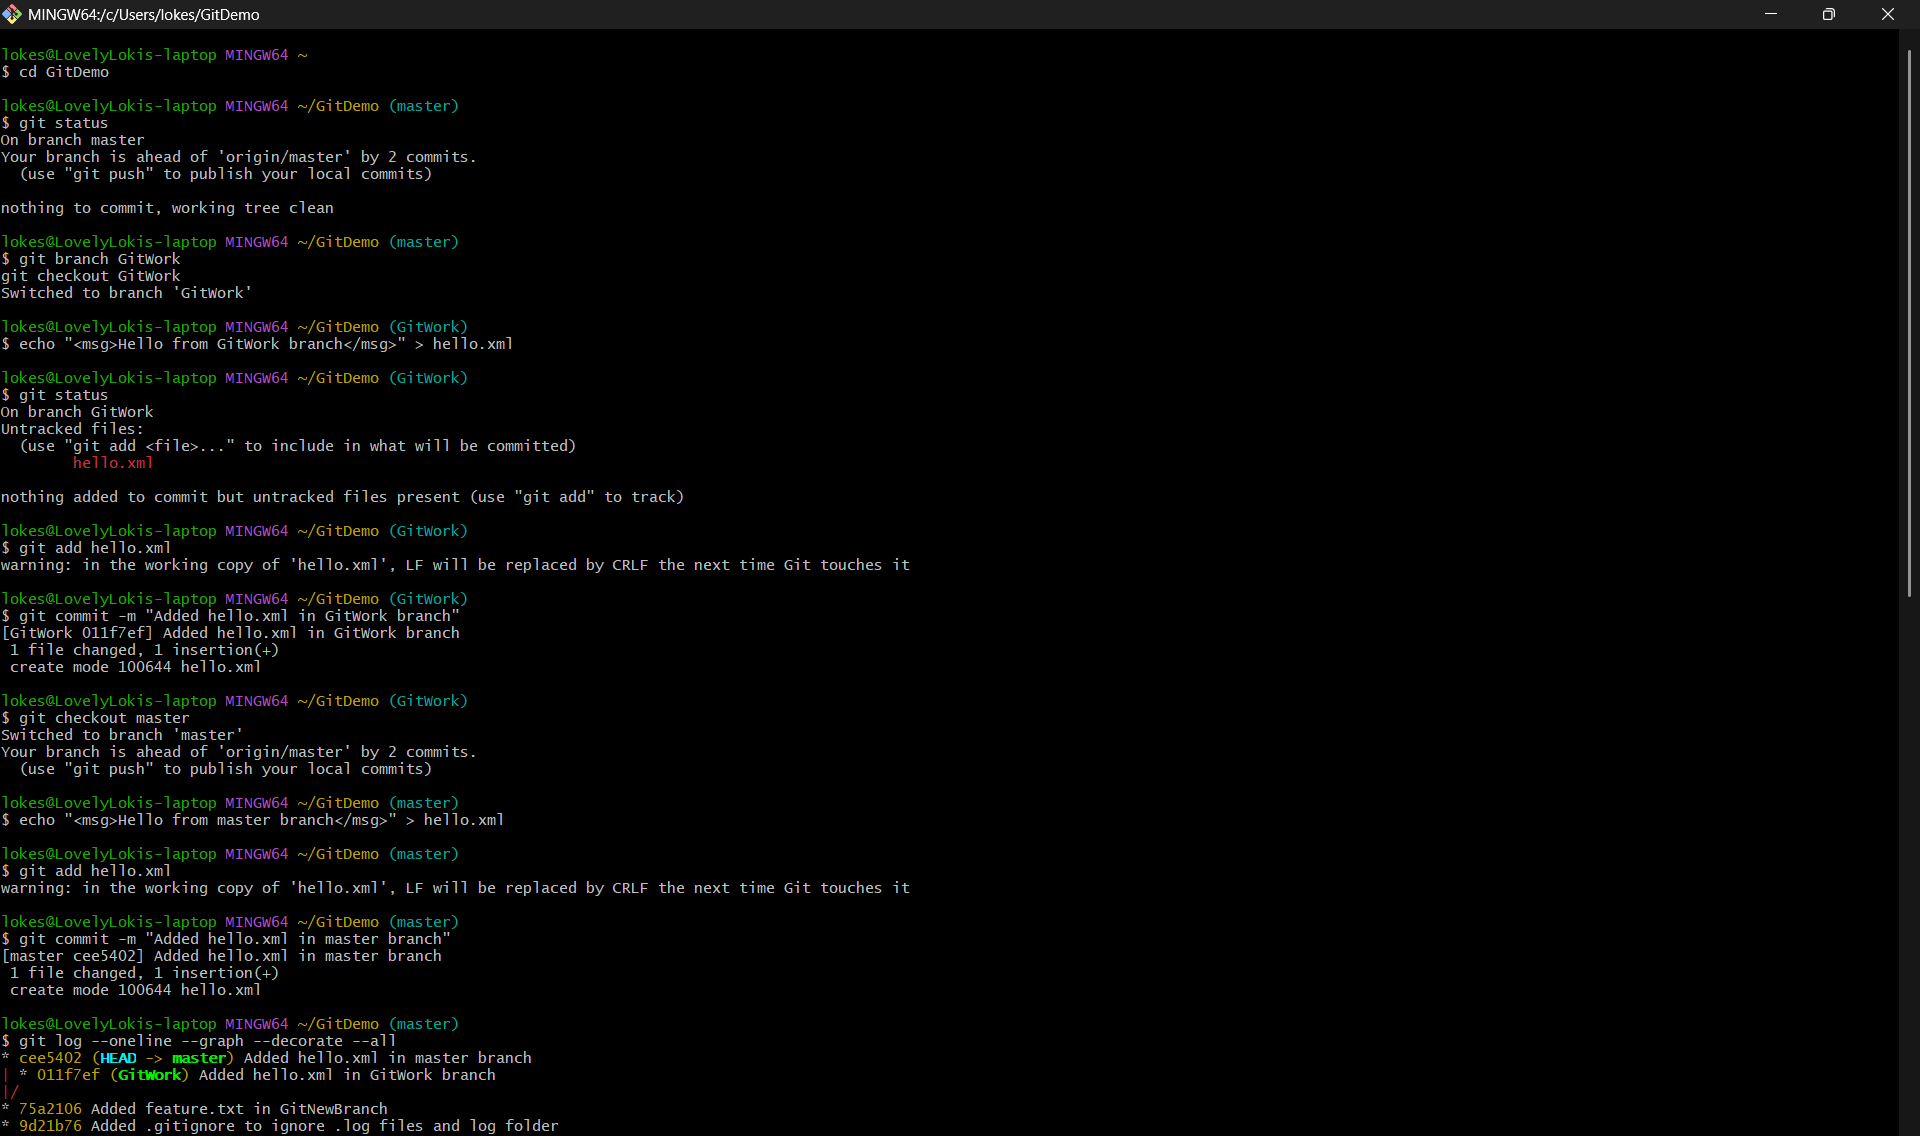 MINGW64:/c/Users/lokes/GitDemo
lokes@LovelyLokis-laptop MINGW64 ~
$ cd GitDemo
lokes@LovelyLokis-laptop MINGW64 ~/GitDemo (master)
$ git status
On branch master
Your branch is ahead of 'origin/master' by 2 commits.
  (use "git push" to publish your local commits)
nothing to commit, working tree clean
lokes@LovelyLokis-laptop MINGW64 ~/GitDemo (master)
$ git branch GitWork
git checkout GitWork
Switched to branch 'GitWork'
lokes@LovelyLokis-laptop MINGW64 ~/GitDemo (GitWork)
$ echo "<msg>Hello from GitWork branch</msg>" > hello.xml
lokes@LovelyLokis-laptop MINGW64 ~/GitDemo (GitWork)
$ git status
On branch GitWork
Untracked files:
  (use "git add <file>..." to include in what will be committed)
        hello.xml
nothing added to commit but untracked files present (use "git add" to track)
lokes@LovelyLokis-laptop MINGW64 ~/GitDemo (GitWork)
$ git add hello.xml
warning: in the working copy of 'hello.xml', LF will be replaced by CRLF the next time Git touches it
lokes@LovelyLokis-laptop MINGW64 ~/GitDemo (GitWork)
$ git commit -m "Added hello.xml in GitWork branch"
[GitWork 011f7ef] Added hello.xml in GitWork branch
 1 file changed, 1 insertion(+)
 create mode 100644 hello.xml
lokes@LovelyLokis-laptop MINGW64 ~/GitDemo (GitWork)
$ git checkout master
Switched to branch 'master'
Your branch is ahead of 'origin/master' by 2 commits.
  (use "git push" to publish your local commits)
lokes@LovelyLokis-laptop MINGW64 ~/GitDemo (master)
$ echo "<msg>Hello from master branch</msg>" > hello.xml
lokes@LovelyLokis-laptop MINGW64 ~/GitDemo (master)
$ git add hello.xml
warning: in the working copy of 'hello.xml', LF will be replaced by CRLF the next time Git touches it
lokes@LovelyLokis-laptop MINGW64 ~/GitDemo (master)
$ git commit -m "Added hello.xml in master branch"
[master cee5402] Added hello.xml in master branch
 1 file changed, 1 insertion(+)
 create mode 100644 hello.xml
lokes@LovelyLokis-laptop MINGW64 ~/GitDemo (master)
$ git log --oneline --graph --decorate --all
* cee5402 (HEAD -> master) Added hello.xml in master branch
| * 011f7ef (GitWork) Added hello.xml in GitWork branch
|/
* 75a2106 Added feature.txt in GitNewBranch
* 9d21b76 Added .gitignore to ignore .log files and log folder